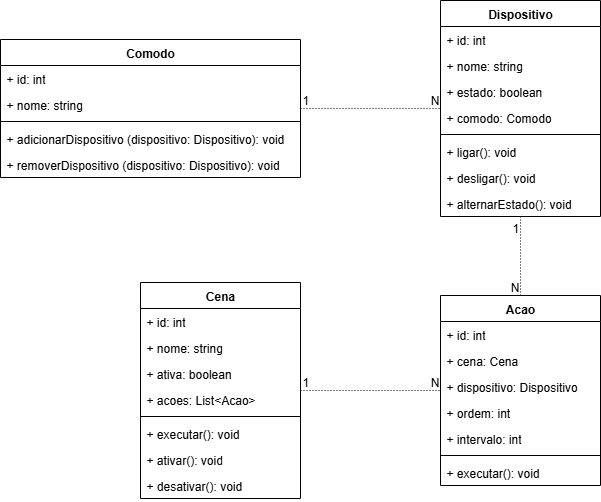 Comodo
+ id: int
+ nome: string
+ adicionarDispositivo (dispositivo: Dispositivo): void
+ removerDispositivo (dispositivo: Dispositivo): void
1
N
Dispositivo
+ id: int
+ nome: string
+ estado: boolean
+ comodo: Comodo
+ ligar(): void
+ desligar(): void
+ alternarEstado(): void
1
N
Cena
+ id: int
+ nome: string
+ ativa: boolean
+ acoes: List<Acao>
+ executar(): void
+ ativar(): void
+ desativar(): void
1
N
Acao
+ id: int
+ cena: Cena
+ dispositivo: Dispositivo
+ ordem: int
+ intervalo: int
+ executar(): void